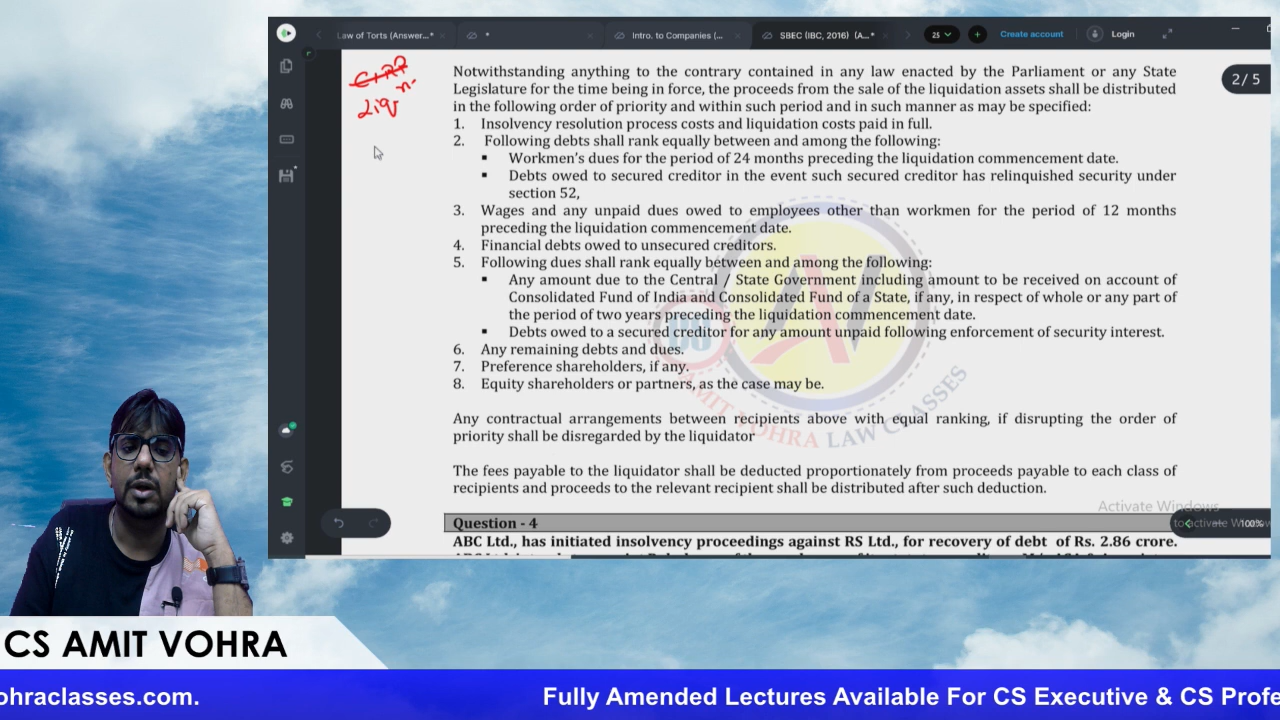 Law of Torts (Answer...*
*
Intro. to Companies (...
SBEC (IBC, 2016) (A...*
25
Create account
Login
2 / 5
CIRP
Liq
Notwithstanding anything to the contrary contained in any law enacted by the Parliament or any State
Legislature for the time being in force, the proceeds from the sale of the liquidation assets shall be distributed
in the following order of priority and within such period and in such manner as may be specified:
1. Insolvency resolution process costs and liquidation costs paid in full.
2. Following debts shall rank equally between and among the following:
▪ Workmen's dues for the period of 24 months preceding the liquidation commencement date.
▪ Debts owed to secured creditor in the event such secured creditor has relinquished security under
section 52,
3. Wages and any unpaid dues owed to employees other than workmen for the period of 12 months
preceding the liquidation commencement date.
4. Financial debts owed to unsecured creditors.
5. Following dues shall rank equally between and among the following:
▪ Any amount due to the Central / State Government including amount to be received on account of
Consolidated Fund of India and Consolidated Fund of a State, if any, in respect of whole or any part of
the period of two years preceding the liquidation commencement date.
▪ Debts owed to a secured creditor for any amount unpaid following enforcement of security interest.
6. Any remaining debts and dues.
7. Preference shareholders, if any.
8. Equity shareholders or partners, as the case may be.
Any contractual arrangements between recipients above with equal ranking, if disrupting the order of
priority shall be disregarded by the liquidator
The fees payable to the liquidator shall be deducted proportionately from proceeds payable to each class of
recipients and proceeds to the relevant recipient shall be distributed after such deduction.
AMIT VOHRA LAW CLASSES
Activate Windows
to activate Windows
100%
Question - 4
ABC Ltd., has initiated insolvency proceedings against RS Ltd., for recovery of debt of Rs. 2.86 crore.
CS AMIT VOHRA
ohraclasses.com.
Fully Amended Lectures Available For CS Executive & CS Profe